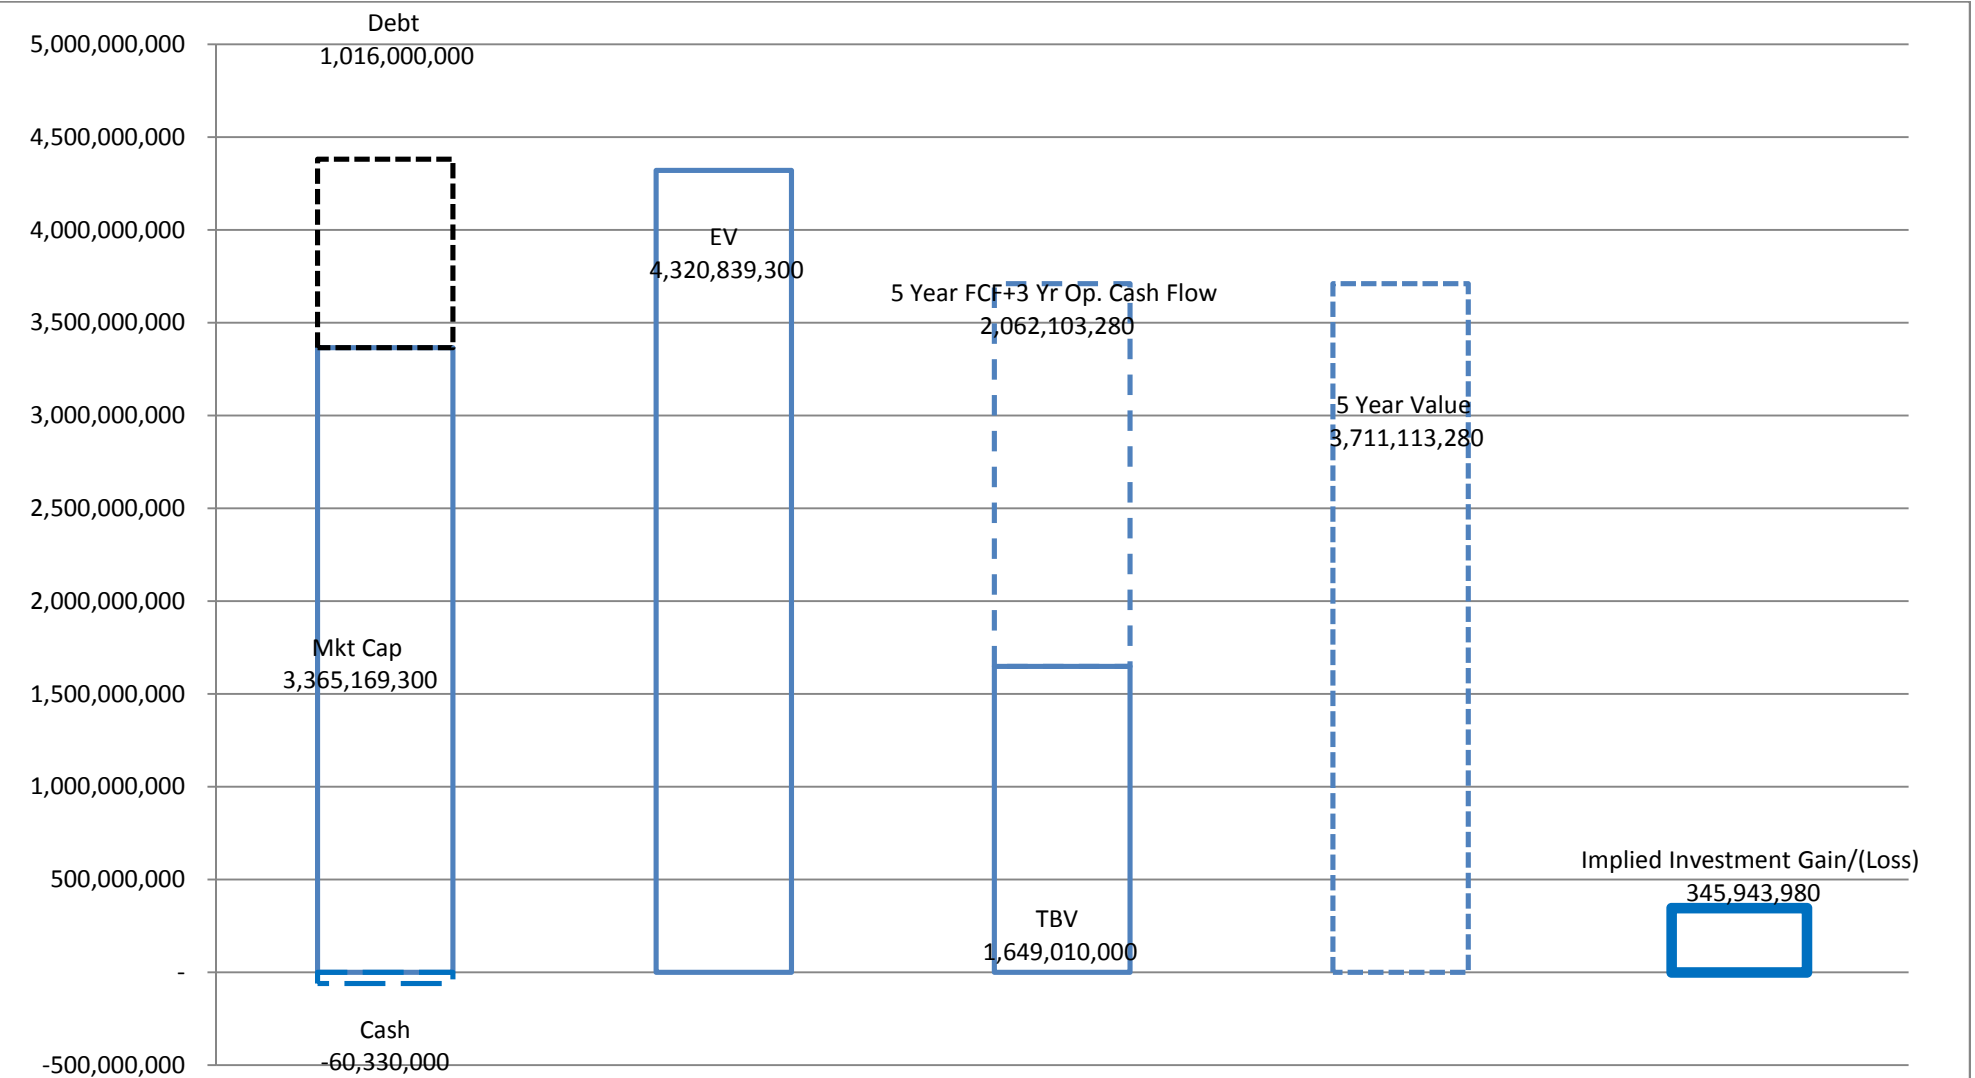 Debt
1,016,000,000
5,000,000,000
4,500,000,000
4,000,000,000
3,500,000,000
3,000,000,000
2,500,000,000
2,000,000,000
1,500,000,000
1,000,000,000
500,000,000
-
-500,000,000
Mkt Cap
3,365,169,300
Cash
-60,330,000
EV
4,320,839,300
5 Year FCF+3 Yr Op. Cash Flow
2,062,103,280
TBV
1,649,010,000
5 Year Value
3,711,113,280
Implied Investment Gain/(Loss)
345,943,980